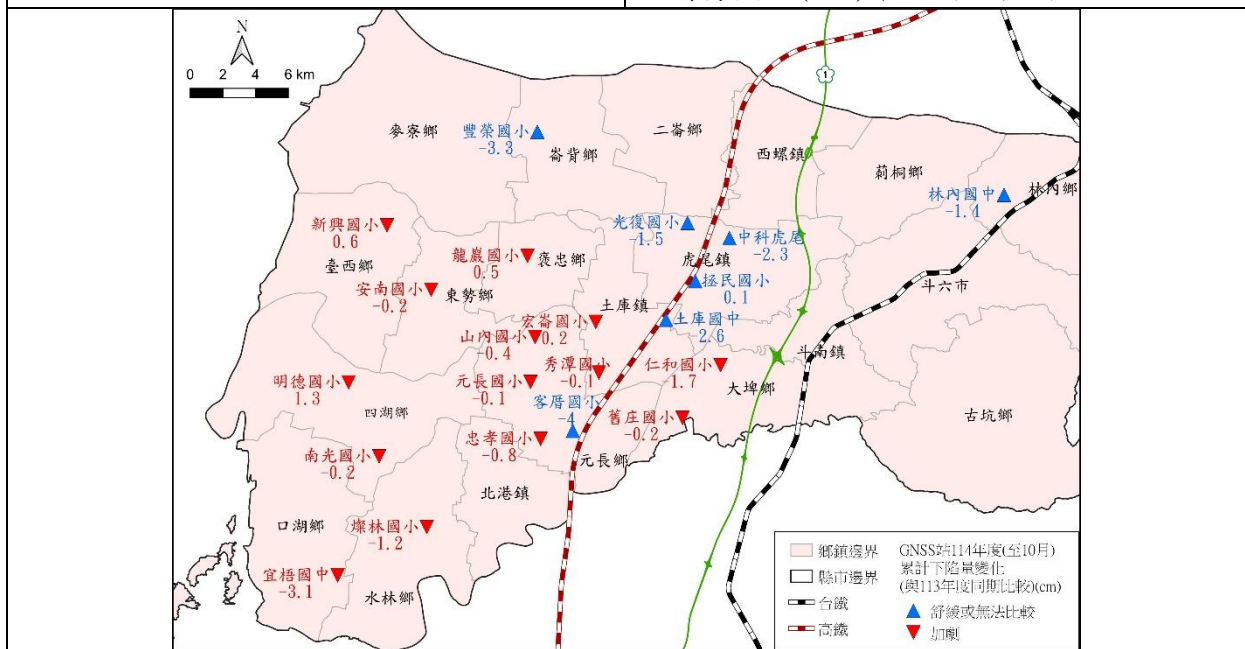 N
0 2 4 6 km
1
麥寮鄉
豐榮國小
-3.3
崙背鄉
二崙鄉
西螺鎮
莿桐鄉
林內國中
-1.4
林內鄉
新興國小
0.6
臺西鄉
龍巖國小
0.5
褒忠鄉
光復國小
-1.5
中科虎尾
-2.3
虎尾鎮
拯民國小
0.1
安南國小
-0.2
東勢鄉
土庫鎮
宏崙國小
0.2
土庫國中
-2.6
斗六市
山內國小
-0.4
秀潭國小
-0.1
仁和國小
-1.7
斗南鎮
大埤鄉
明德國小
1.3
四湖鄉
元長國小
-0.1
客厝國小
-4
舊庄國小
-0.2
古坑鄉
忠孝國小
-0.8
元長鄉
南光國小
-0.2
北港鎮
口湖鄉
燦林國小
-1.2
宜梧國中
-3.1
水林鄉
鄉鎮邊界
縣市邊界
台鐵
高鐵
GNSS站114年度(至10月)
累計下陷量變化
(與113年度同期比較)(cm)
舒緩或無法比較
加劇